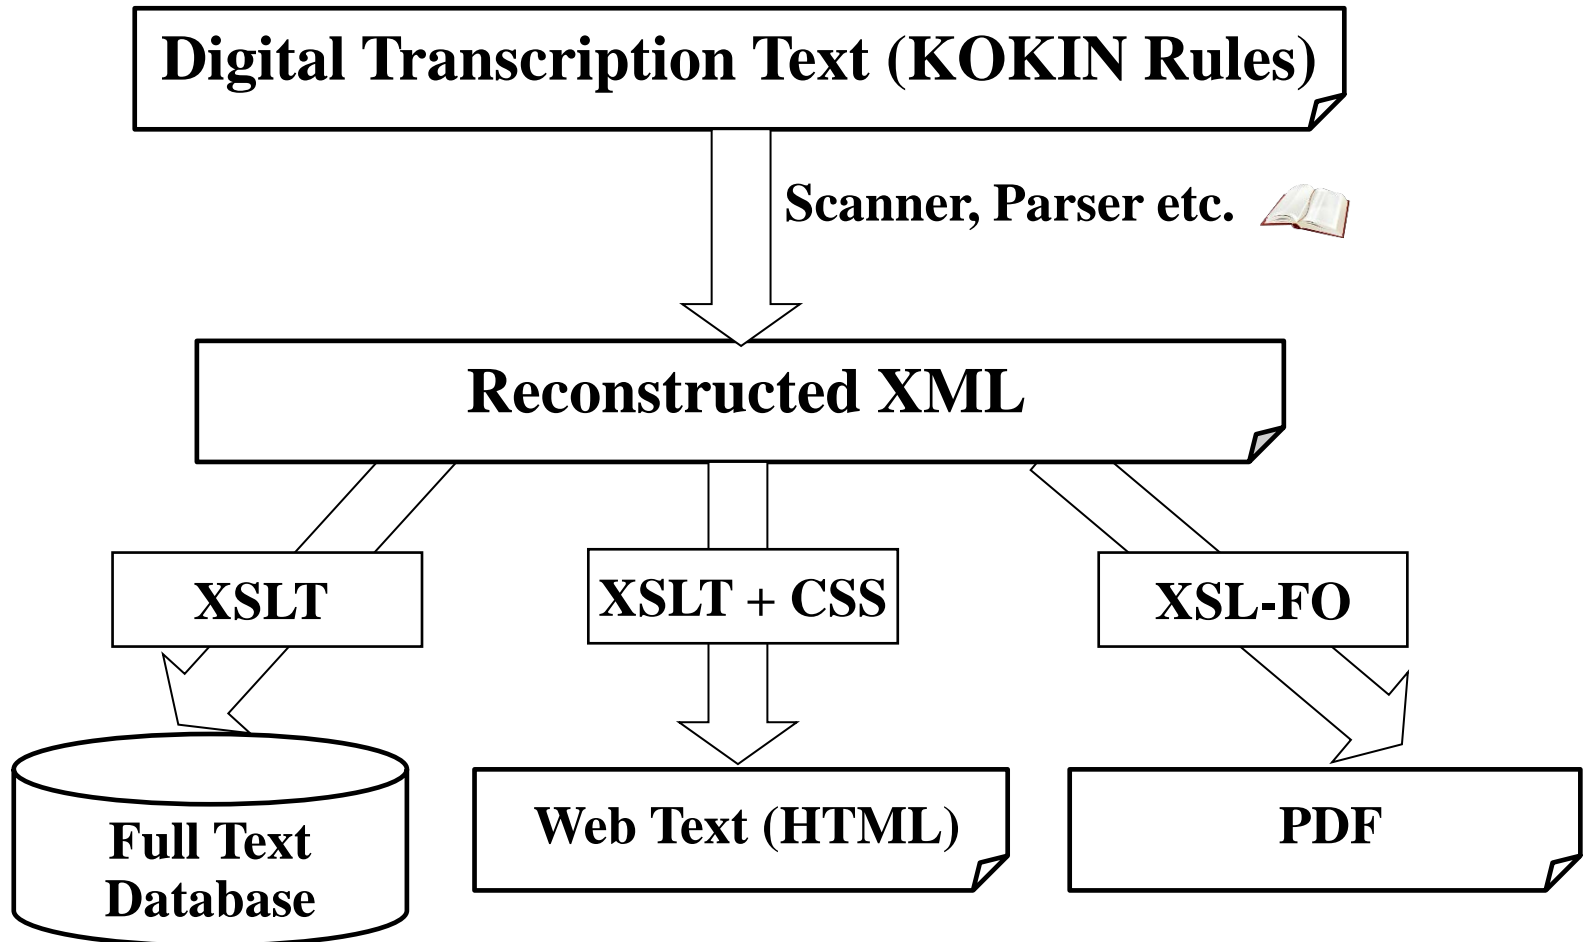 Digital Transcription Text (KOKIN Rules)
Scanner, Parser etc.
Reconstructed XML
XSLT
XSLT + CSS
XSL-FO
Full Text
Database
Web Text (HTML)
PDF